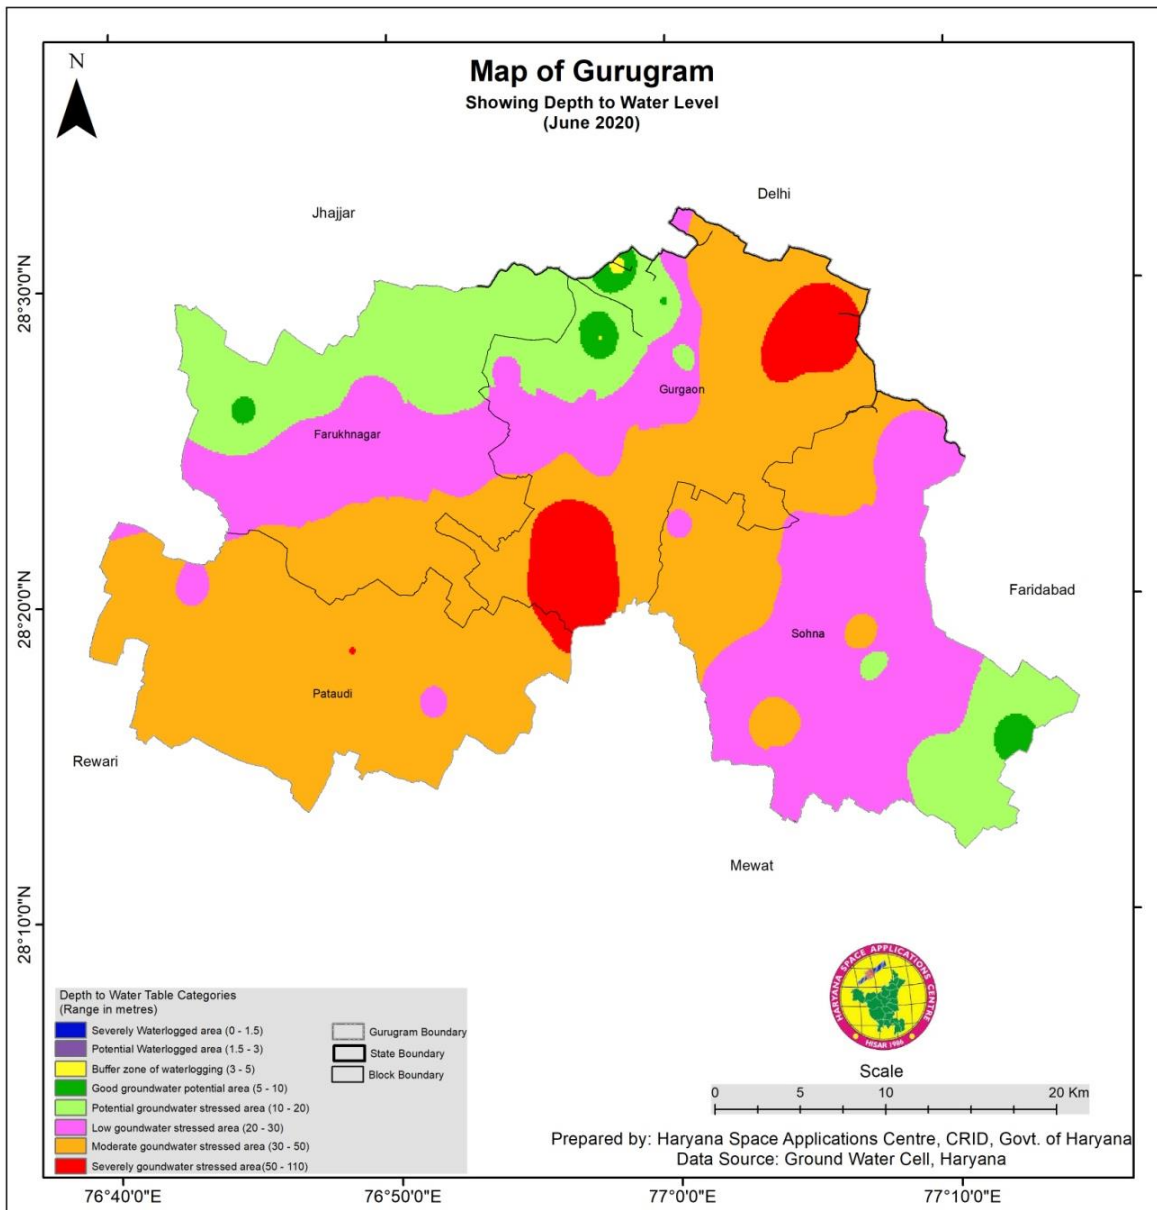 N
Map of Gurugram
Showing Depth to Water Level
(June 2020)
Delhi
Jhajjar
28°30'0"N
Gurgaon
Farukhnagar
28°20'0"N
Faridabad
Sohna
Pataudi
Rewari
Mewat
28°10'0"N
HARYANA SPACE APPLICATIONS CENTRE
HISAR 1986
Depth to Water Table Categories
(Range in metres)
Severely Waterlogged area (0 - 1.5)
Potential Waterlogged area (1.5 - 3)
Buffer zone of waterlogging (3 - 5)
Good groundwater potential area (5 - 10)
Potential groundwater stressed area (10 - 20)
Low goundwater stressed area (20 - 30)
Moderate goundwater stressed area (30 - 50)
Severely goundwater stressed area(50 - 110)
Gurugram Boundary
State Boundary
Block Boundary
Scale
0 5 10 20 Km
Prepared by: Haryana Space Applications Centre, CRID, Govt. of Haryana
Data Source: Ground Water Cell, Haryana
76°40'0"E 76°50'0"E 77°0'0"E 77°10'0"E